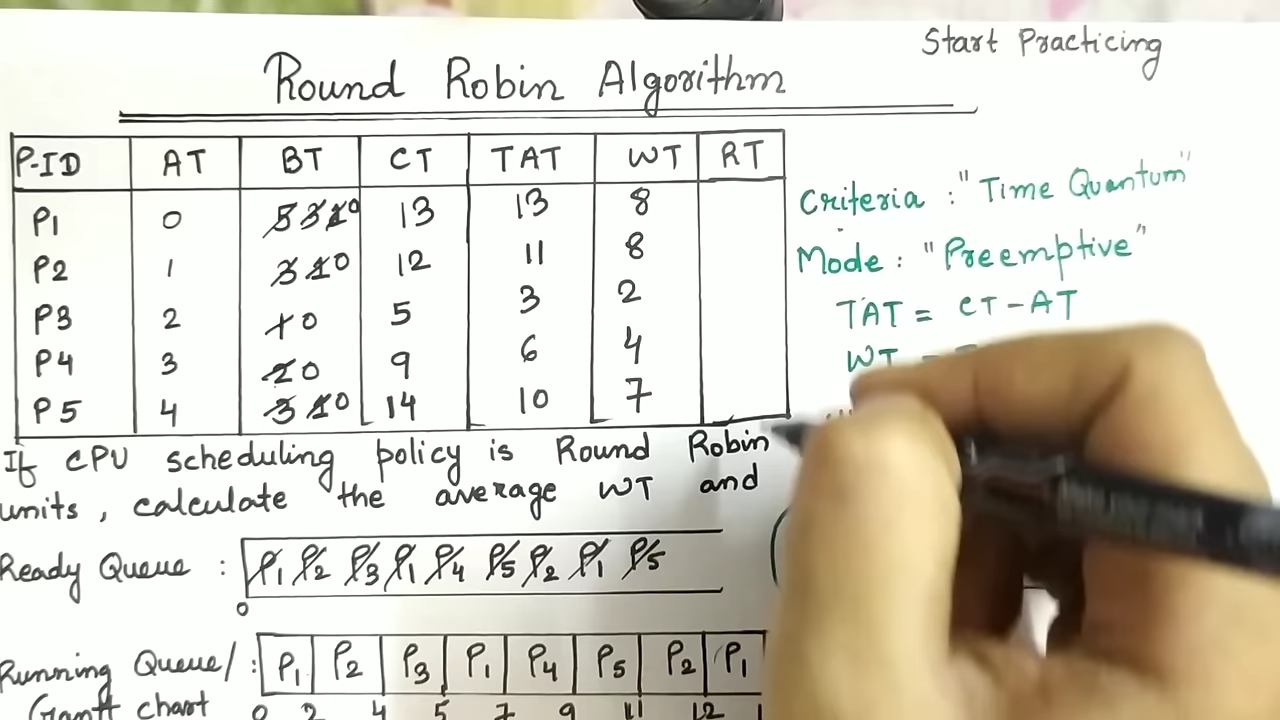 Start Practicing
Round Robin Algorithm
P-ID AT BT CT TAT WT RT
P1 0 5 3 1 0 13 13 8
P2 1 3 1 0 12 11 8
P3 2 1 0 5 3 2
P4 3 2 0 9 6 4
P5 4 3 1 0 14 10 7
Criteria : "Time Quantum"
Mode : "Preemptive"
TAT = CT - AT
WT =
If CPU scheduling policy is Round Robin
units, calculate the average WT and
Ready Queue : P1 P2 P3 P1 P4 P5 P2 P1 P5
0
Running Queue/ : P1 P2 P3 P1 P4 P5 P2 P1
Gantt chart 0 2 4 5 7 9 11 12